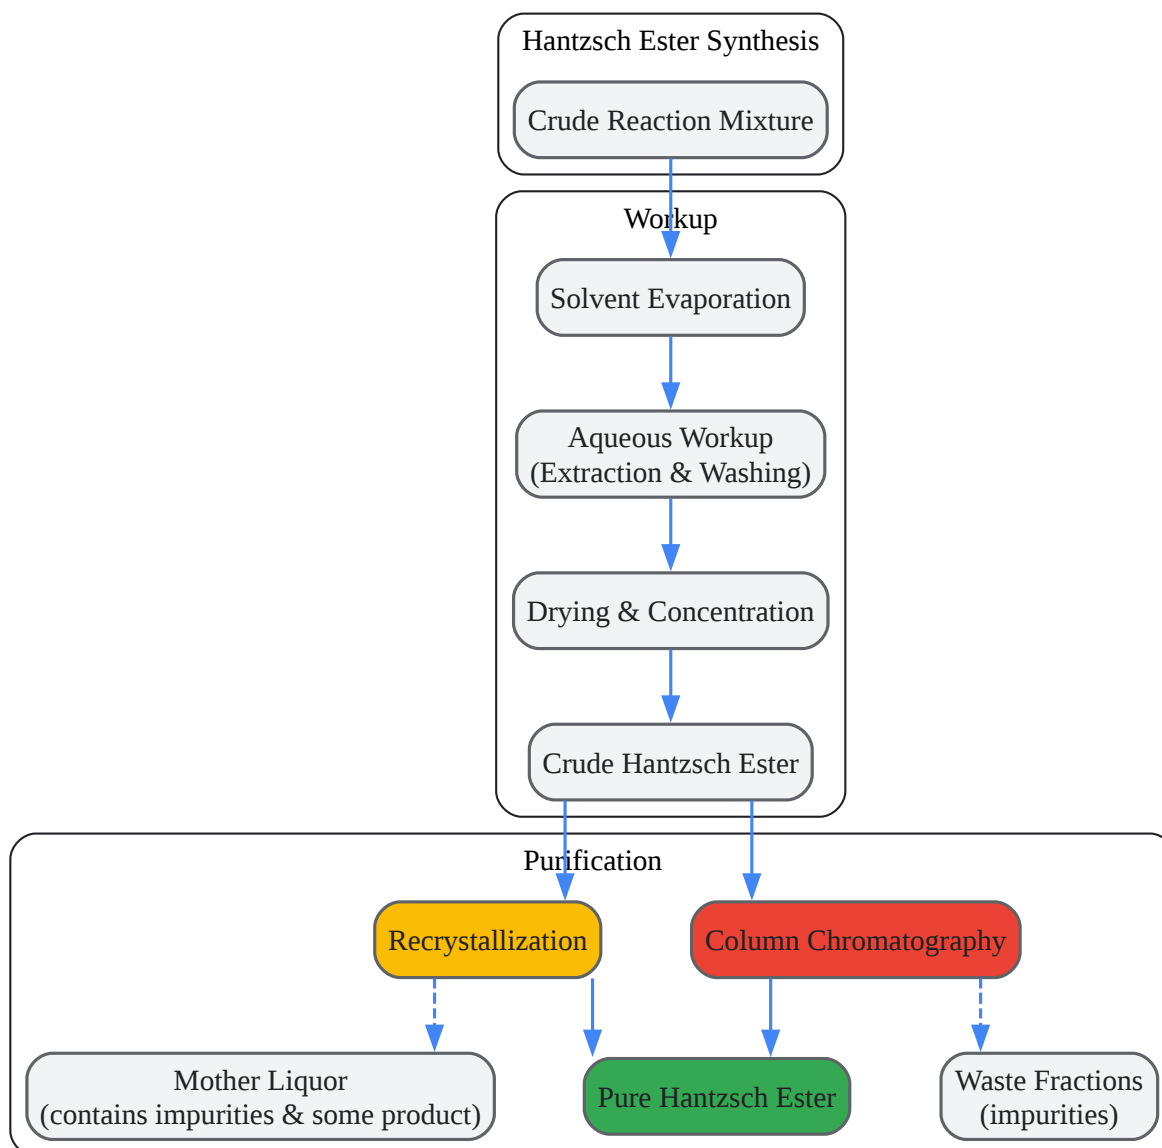 Hantzsch Ester Synthesis
Crude Reaction Mixture
Workup
Solvent Evaporation
Aqueous Workup
(Extraction & Washing)
Drying & Concentration
Crude Hantzsch Ester
Purification
Recrystallization
Column Chromatography
Mother Liquor
(contains impurities & some product)
Pure Hantzsch Ester
Waste Fractions
(impurities)